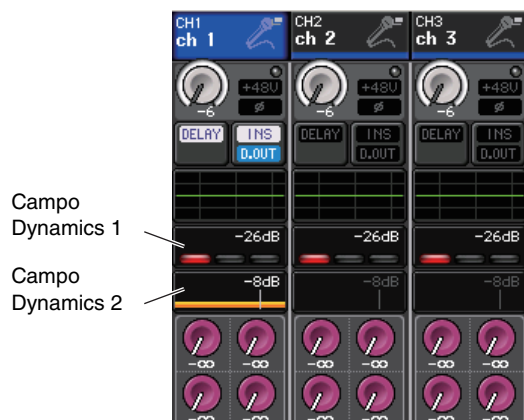 CH1 CH2 CH3
ch 1 ch 2 ch 3
+48V +48V +48V
-6 ø -6 ø -6 ø
DELAY INS DELAY INS DELAY INS
D.OUT D.OUT D.OUT
Campo
Dynamics 1
-26dB -26dB -26dB
Campo
Dynamics 2
-8dB -8dB -8dB
-∞ -∞ -∞ -∞ -∞ -∞
-∞ -∞ -∞ -∞ -∞ -∞